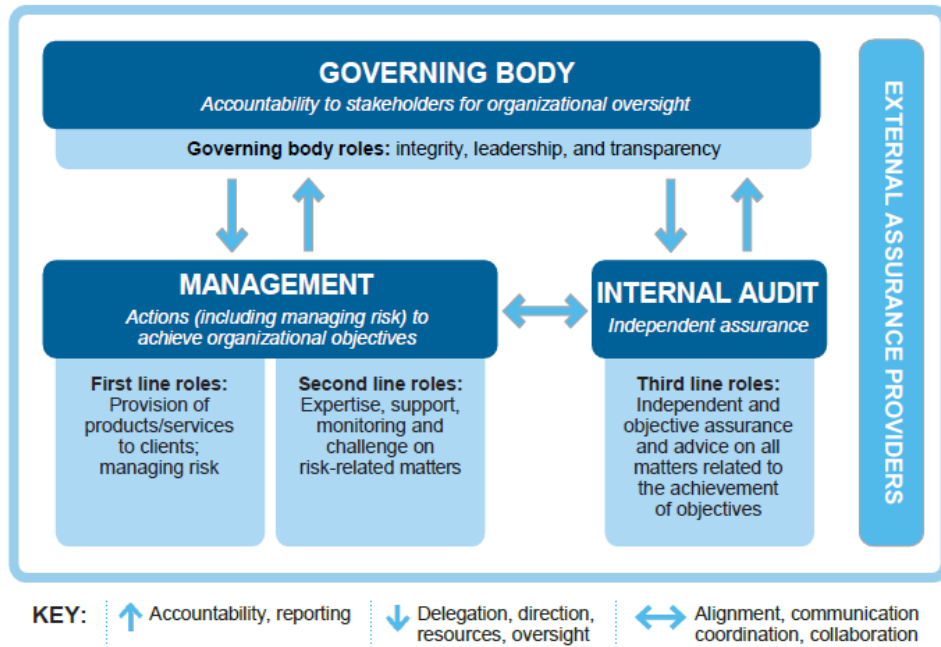 GOVERNING BODY
Accountability to stakeholders for organizational oversight
Governing body roles: integrity, leadership, and transparency
MANAGEMENT
Actions (including managing risk) to
achieve organizational objectives
INTERNAL AUDIT
Independent assurance
First line roles:
Provision of
products/services
to clients;
managing risk
Second line roles:
Expertise, support,
monitoring and
challenge on
risk-related matters
Third line roles:
Independent and
objective assurance
and advice on all
matters related to
the achievement
of objectives
EXTERNAL ASSURANCE PROVIDERS
KEY:
Accountability, reporting
Delegation, direction,
resources, oversight
Alignment, communication
coordination, collaboration